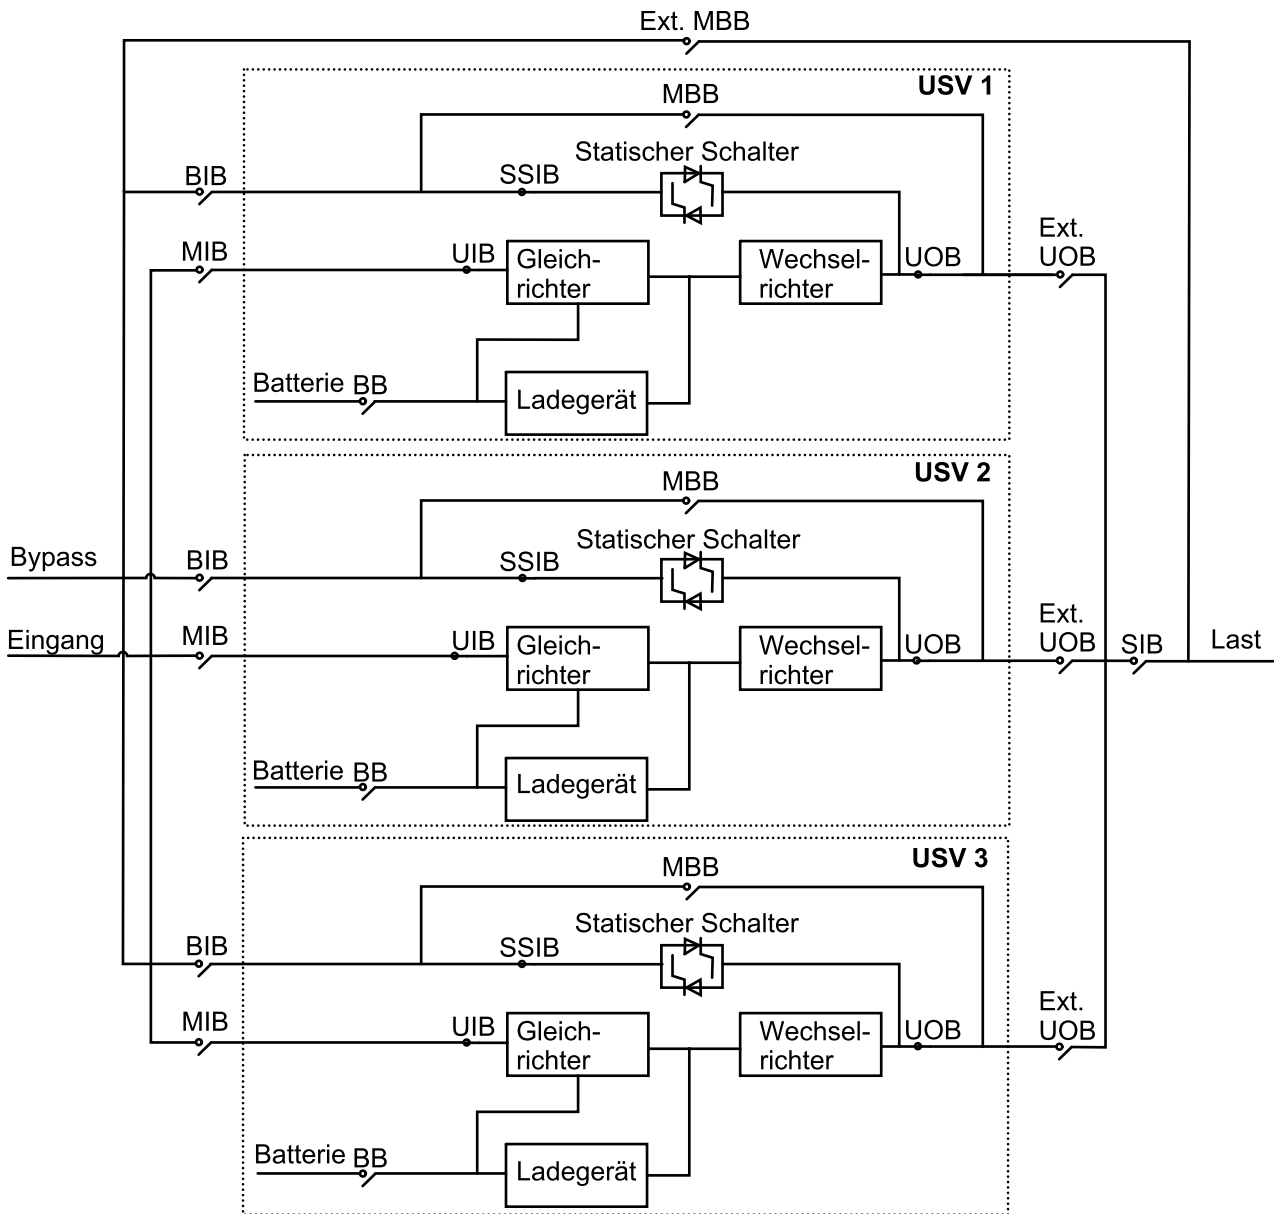 Ext. MBB
USV 1
MBB
Statischer Schalter
BIB
SSIB
Ext.
UOB
MIB
UIB
Gleich-
richter
Wechsel-
richter
UOB
Batterie BB
Ladegerät
USV 2
MBB
Statischer Schalter
Bypass
BIB
SSIB
Ext.
UOB
Eingang
MIB
UIB
Gleich-
richter
Wechsel-
richter
UOB
SIB
Last
Batterie BB
Ladegerät
USV 3
MBB
Statischer Schalter
BIB
SSIB
Ext.
UOB
MIB
UIB
Gleich-
richter
Wechsel-
richter
UOB
Batterie BB
Ladegerät